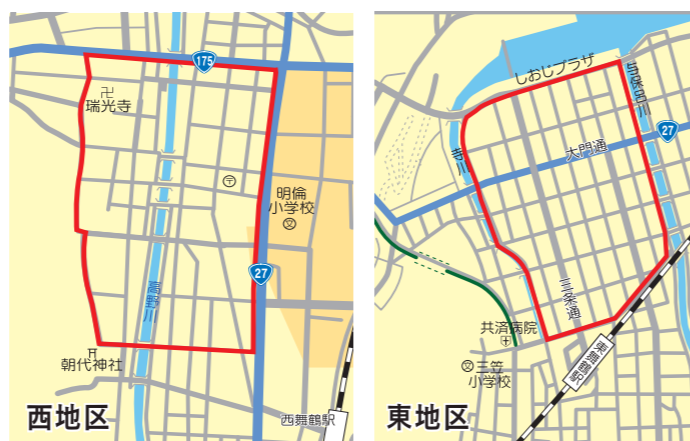 175
卍
瑞光寺
〒
明倫
小学校
文
27
高野川
朝代神社
西舞鶴駅
西地区
しおじプラザ
与保呂川
27
大門通
寺川
三条通
共済病院
東舞鶴駅
文三笠
小学校
東地区